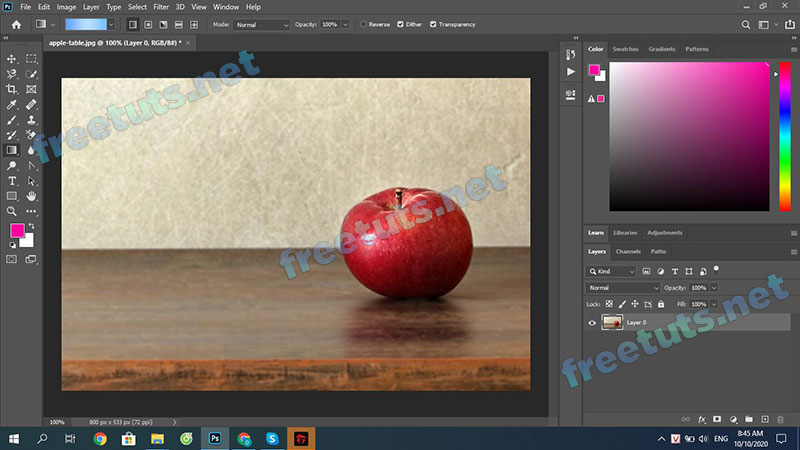 Ps File Edit Image Layer Type Select Filter 3D View Window Help
Mode: Normal Opacity: 100% Reverse Dither Transparency
apple-table.jpg @ 100% (Layer 0, RGB/8#) * ×
freetuts.net
Color Swatches Gradients Patterns
freetuts.net
Learn Libraries Adjustments
Layers Channels Paths
Kind
Normal Opacity: 100%
Lock: Fill: 100%
Layer 0
freetuts.net
100% 800 px x 533 px (72 ppi)
fx
Ps
V ENG 8:45 AM
10/10/2020